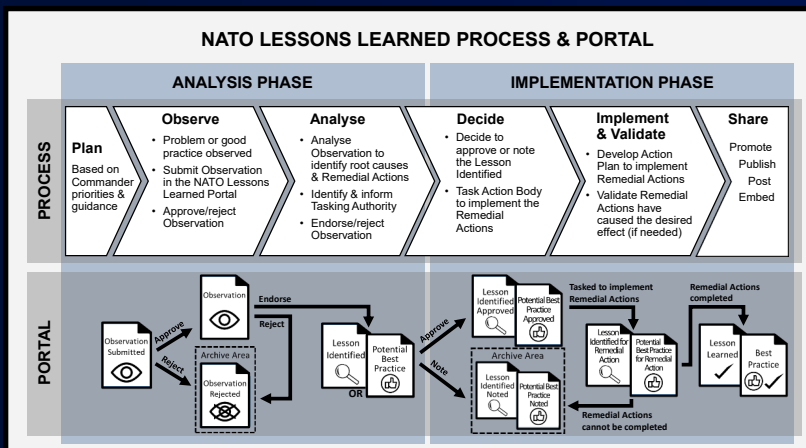 NATO LESSONS LEARNED PROCESS & PORTAL
ANALYSIS PHASE
IMPLEMENTATION PHASE
PROCESS
Plan
Based on
Commander
priorities &
guidance
Observe
• Problem or good
practice observed
• Submit Observation
in the NATO Lessons
Learned Portal
• Approve/reject
Observation
Analyse
• Analyse
Observation to
identify root causes
& Remedial Actions
• Identify & inform
Tasking Authority
• Endorse/reject
Observation
Decide
• Decide to
approve or note
the Lesson
Identified
• Task Action Body
to implement the
Remedial
Actions
Implement
& Validate
• Develop Action
Plan to implement
Remedial Actions
• Validate Remedial
Actions have
caused the desired
effect (if needed)
Share
Promote
Publish
Post
Embed
PORTAL
Observation
Submitted
Approve
Reject
Observation
Endorse
Reject
Archive Area
Observation
Rejected
Lesson
Identified
OR
Potential
Best
Practice
Approve
Note
Lesson
Identified
Approved
Potential Best
Practice
Approved
Archive Area
Lesson
Identified
Noted
Potential Best
Practice
Noted
Tasked to implement
Remedial Actions
Lesson
Identified for
Remedial
Action
Potential
Best Practice
for Remedial
Action
Remedial Actions
cannot be completed
Remedial Actions
completed
Lesson
Learned
Best
Practice